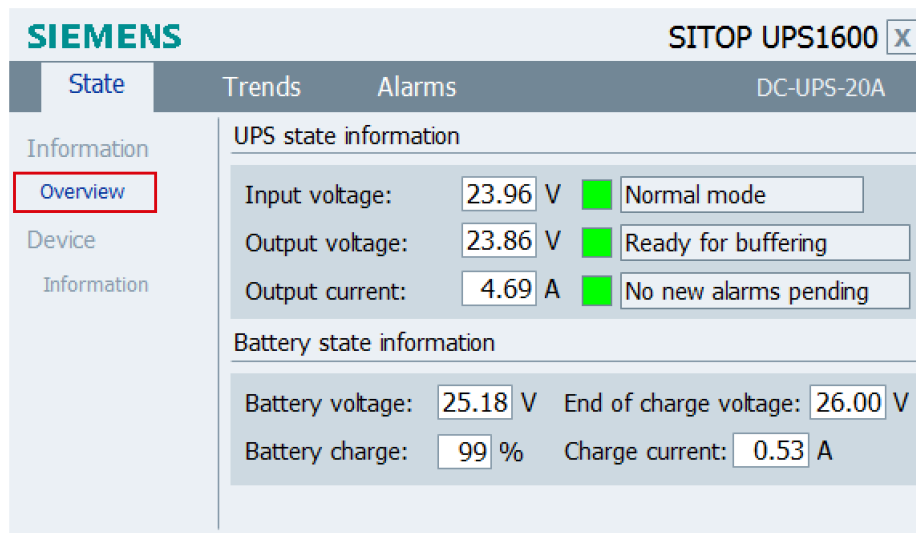 SIEMENS SITOP UPS1600 X
State Trends Alarms DC-UPS-20A
Information
Overview
Device
Information
UPS state information
Input voltage: 23.96 V Normal mode
Output voltage: 23.86 V Ready for buffering
Output current: 4.69 A No new alarms pending
Battery state information
Battery voltage: 25.18 V End of charge voltage: 26.00 V
Battery charge: 99 % Charge current: 0.53 A